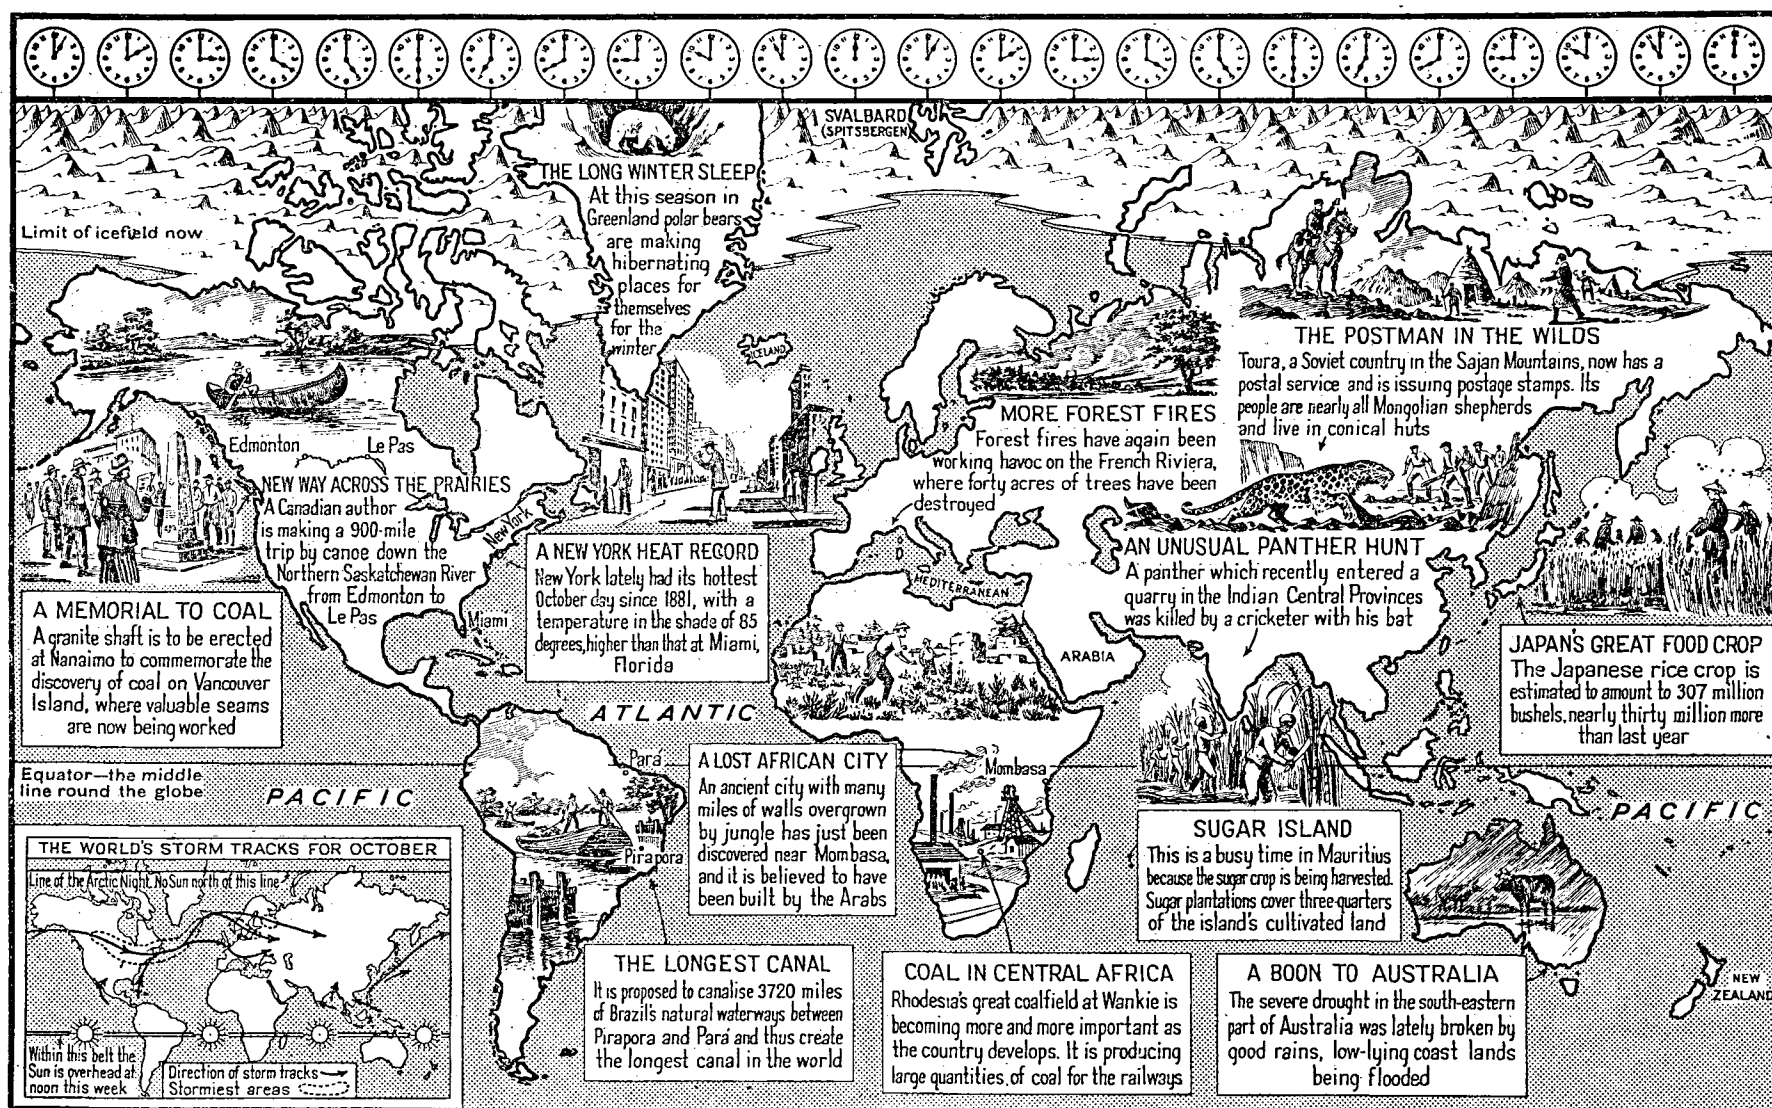 SVALBARD
(SPITSBERGEN)
THE LONG WINTER SLEEP
At this season in
Greenland polar bears
are making
hibernating
places for
themselves
for the
winter
Limit of icefield now
ICELAND
THE POSTMAN IN THE WILDS
Toura, a Soviet country in the Sajan Mountains, now has a
postal service and is issuing postage stamps. Its
people are nearly all Mongolian shepherds
and live in conical huts
MORE FOREST FIRES
Forest fires have again been
working havoc on the French Riviera,
where forty acres of trees have been
destroyed
Edmonton
Le Pas
NEW WAY ACROSS THE PRAIRIES
A Canadian author
is making a 900-mile
trip by canoe down the
Northern Saskatchewan River
from Edmonton to
Le Pas
New York
Miami
A NEW YORK HEAT RECORD
New York lately had its hottest
October day since 1881, with a
temperature in the shade of 85
degrees, higher than that at Miami,
Florida
MEDITERRANEAN
AN UNUSUAL PANTHER HUNT
A panther which recently entered a
quarry in the Indian Central Provinces
was killed by a cricketer with his bat
A MEMORIAL TO COAL
A granite shaft is to be erected
at Nanaimo to commemorate the
discovery of coal on Vancouver
Island, where valuable seams
are now being worked
ARABIA
JAPAN'S GREAT FOOD CROP
The Japanese rice crop is
estimated to amount to 307 million
bushels, nearly thirty million more
than last year
ATLANTIC
Equator—the middle
line round the globe
PACIFIC
Pará
Pirapora
A LOST AFRICAN CITY
An ancient city with many
miles of walls overgrown
by jungle has just been
discovered near Mombasa,
and it is believed to have
been built by the Arabs
Mombasa
SUGAR ISLAND
This is a busy time in Mauritius
because the sugar crop is being harvested.
Sugar plantations cover three-quarters
of the island's cultivated land
PACIFIC
THE WORLD'S STORM TRACKS FOR OCTOBER
Line of the Arctic Night. No Sun north of this line
Within this belt the
Sun is overhead at
noon this week
Direction of storm tracks
Stormiest areas
THE LONGEST CANAL
It is proposed to canalise 3720 miles
of Brazil's natural waterways between
Pirapora and Pará and thus create
the longest canal in the world
COAL IN CENTRAL AFRICA
Rhodesia's great coalfield at Wankie is
becoming more and more important as
the country develops. It is producing
large quantities of coal for the railways
A BOON TO AUSTRALIA
The severe drought in the south-eastern
part of Australia was lately broken by
good rains, low-lying coast lands
being flooded
NEW
ZEALAND